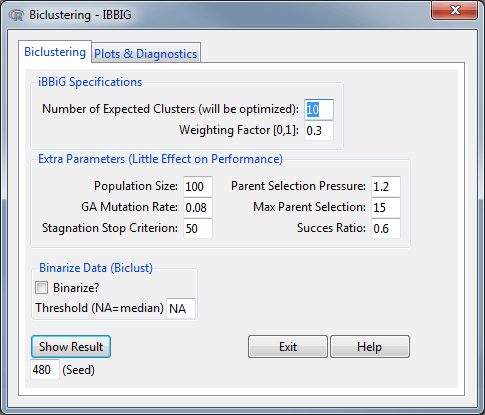 Biclustering - IBBIG
Biclustering Plots & Diagnostics
iBBiG Specifications
Number of Expected Clusters (will be optimized): 10
Weighting Factor [0,1]: 0.3
Extra Parameters (Little Effect on Performance)
Population Size: 100 Parent Selection Pressure: 1.2
GA Mutation Rate: 0.08 Max Parent Selection: 15
Stagnation Stop Criterion: 50 Succes Ratio: 0.6
Binarize Data (Biclust)
Binarize?
Threshold (NA=median) NA
Show Result Exit Help
480 (Seed)